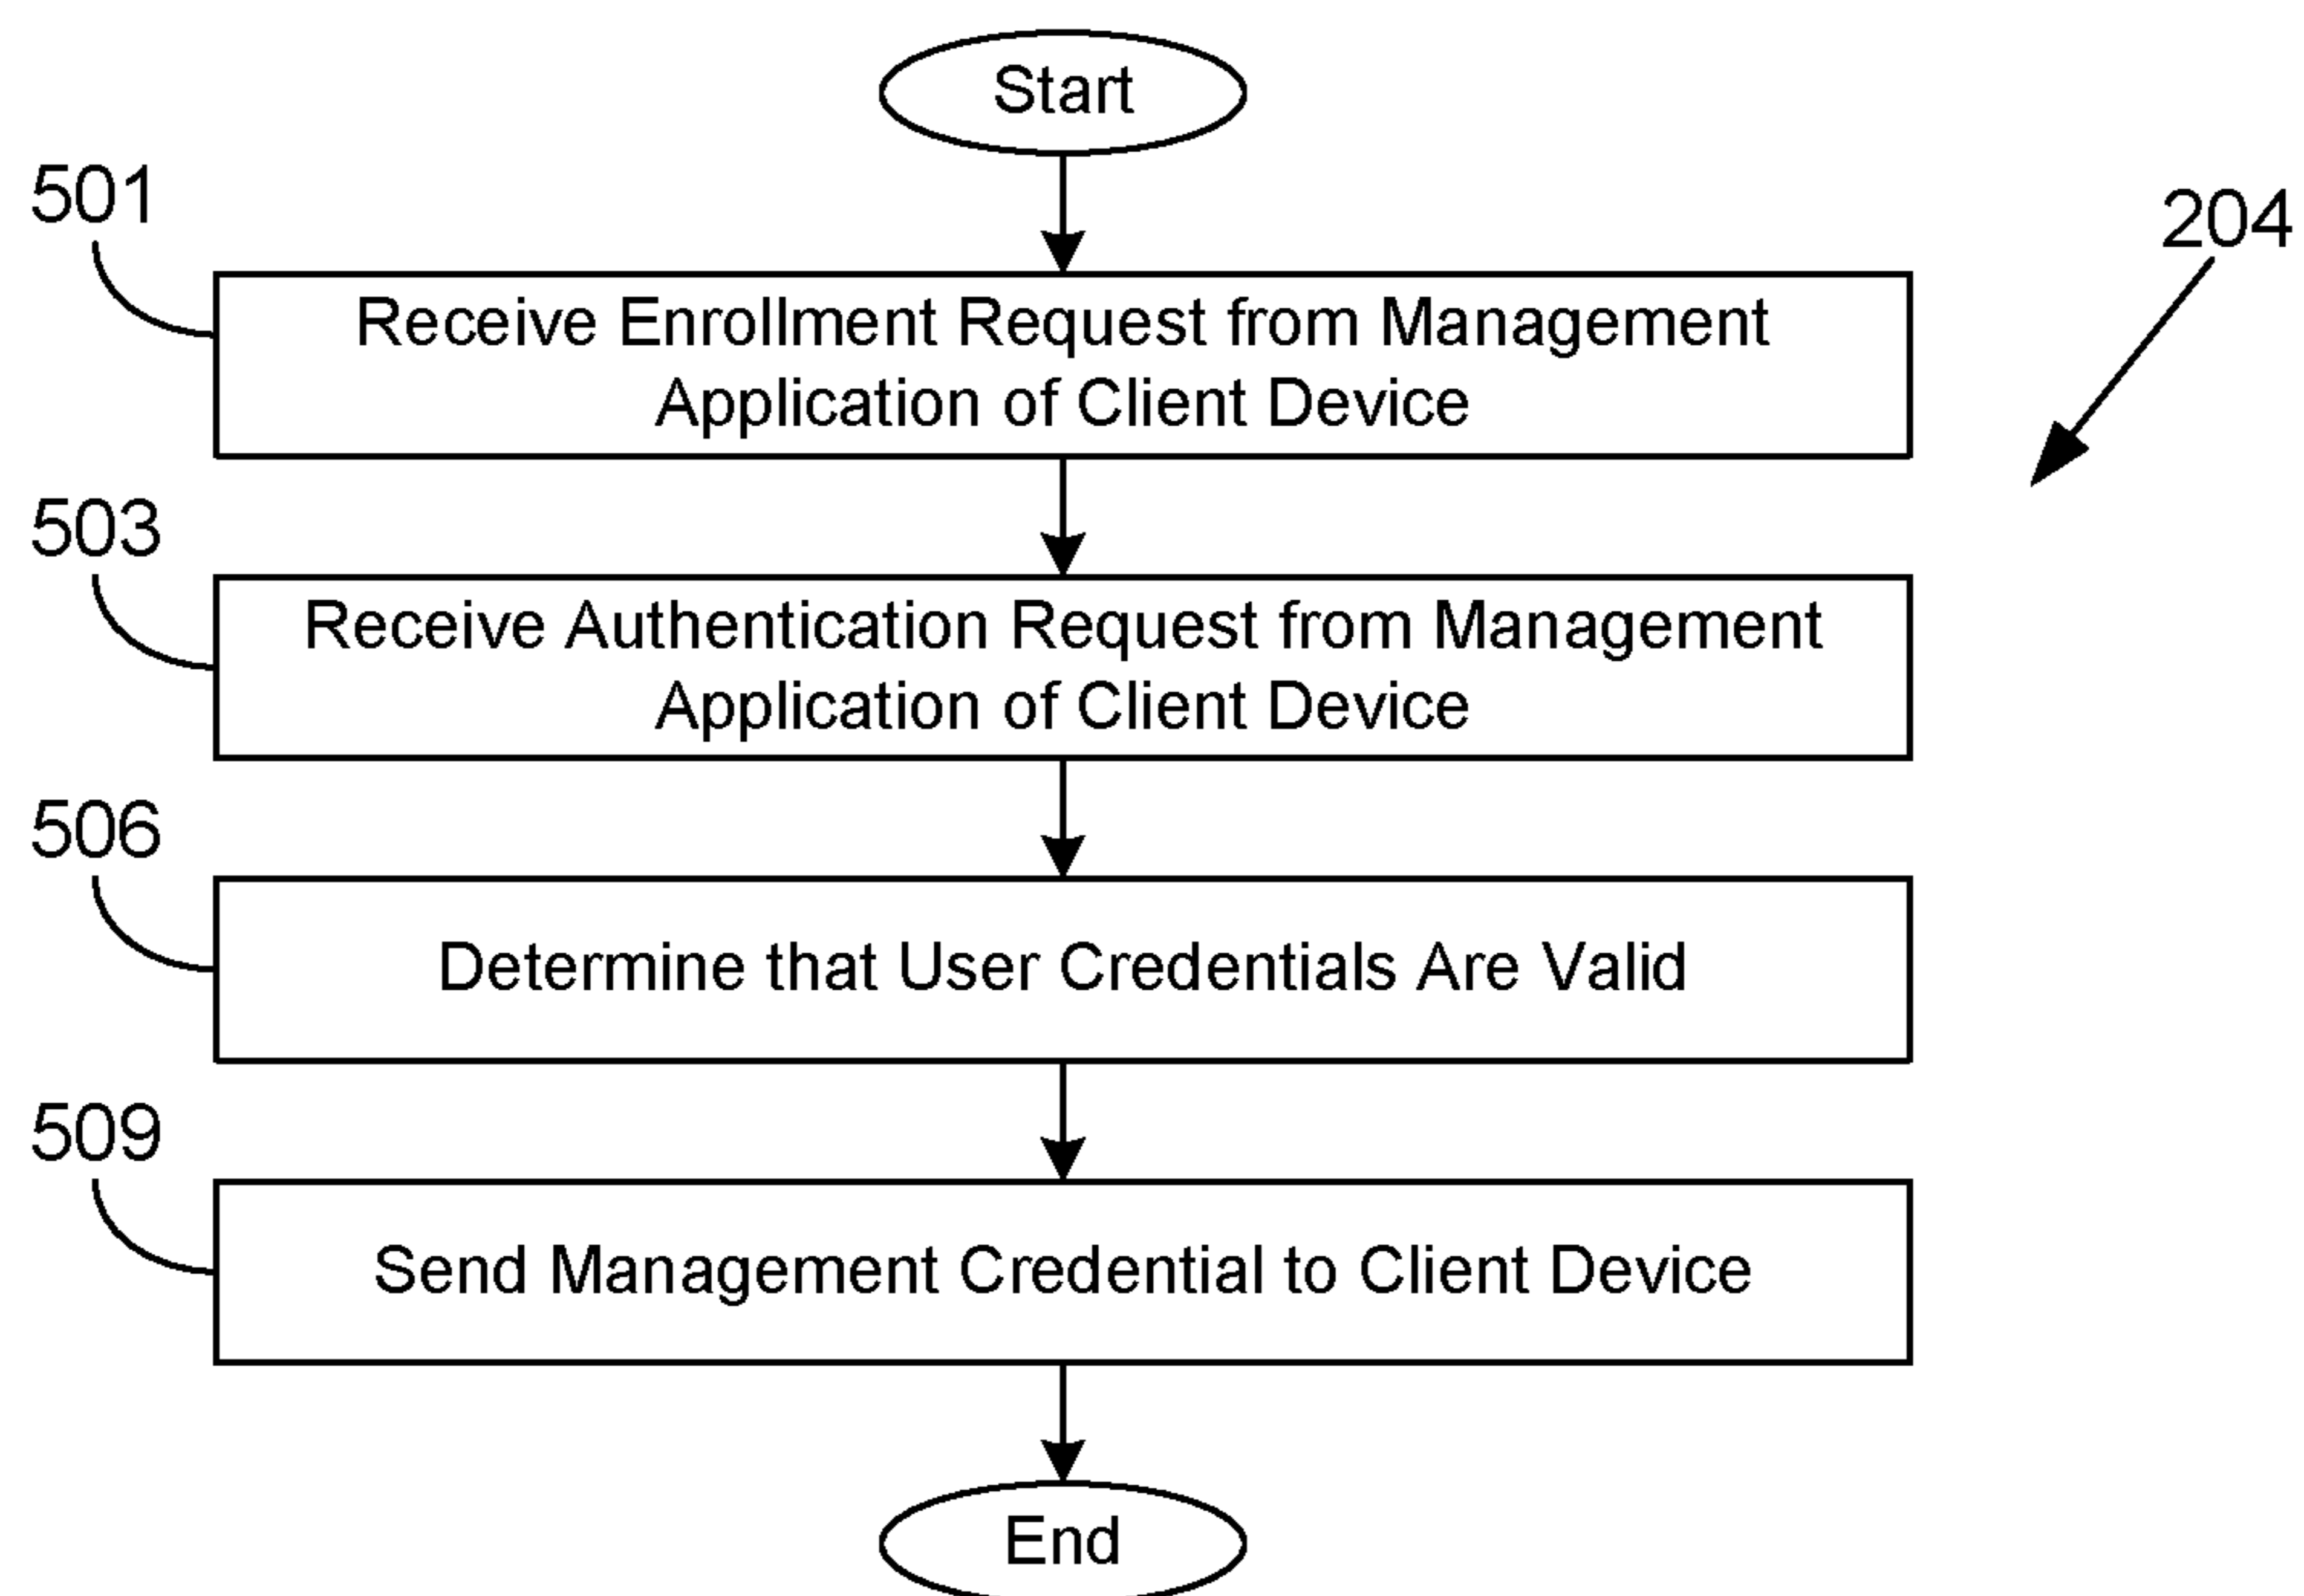 Start
501
204
Receive Enrollment Request from Management
Application of Client Device
503
Receive Authentication Request from Management
Application of Client Device
506
Determine that User Credentials Are Valid
509
Send Management Credential to Client Device
End